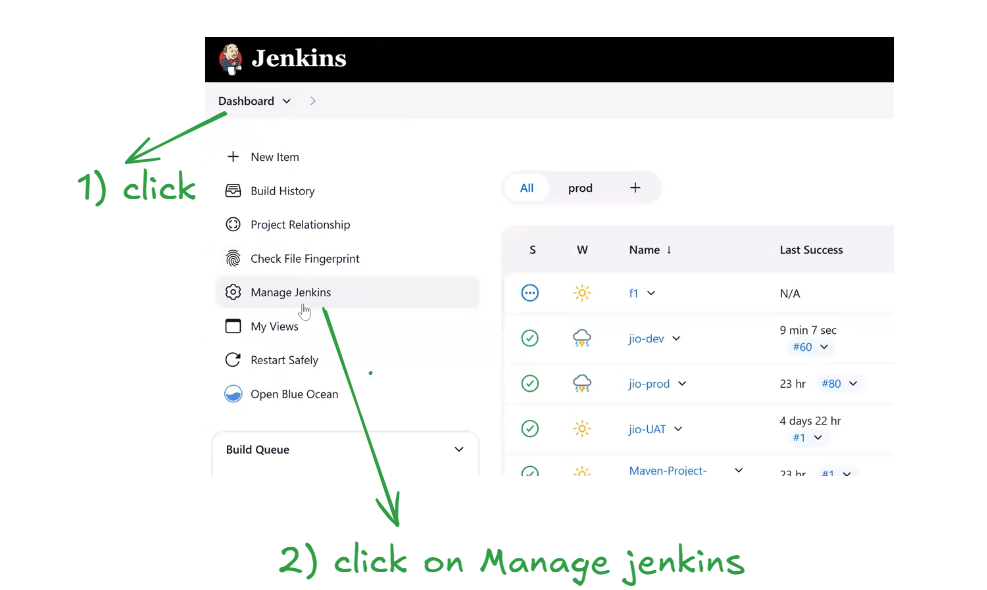 Jenkins
Dashboard
1) click
New Item
Build History
Project Relationship
Check File Fingerprint
Manage Jenkins
My Views
Restart Safely
Open Blue Ocean
Build Queue
All prod +
S W Name ↓ Last Success
f1 N/A
jio-dev 9 min 7 sec
#60
jio-prod 23 hr #80
jio-UAT 4 days 22 hr
#1
Maven-Project- 23 hr #1
2) click on Manage jenkins